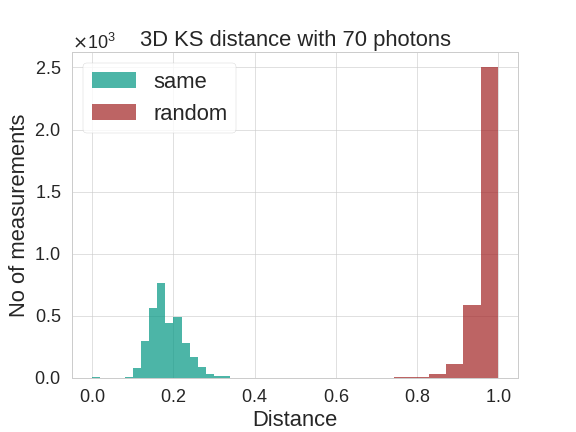 3D KS distance with 70 photons
×10³
same
random
No of measurements
2.5
2.0
1.5
1.0
0.5
0.0
0.0 0.2 0.4 0.6 0.8 1.0
Distance